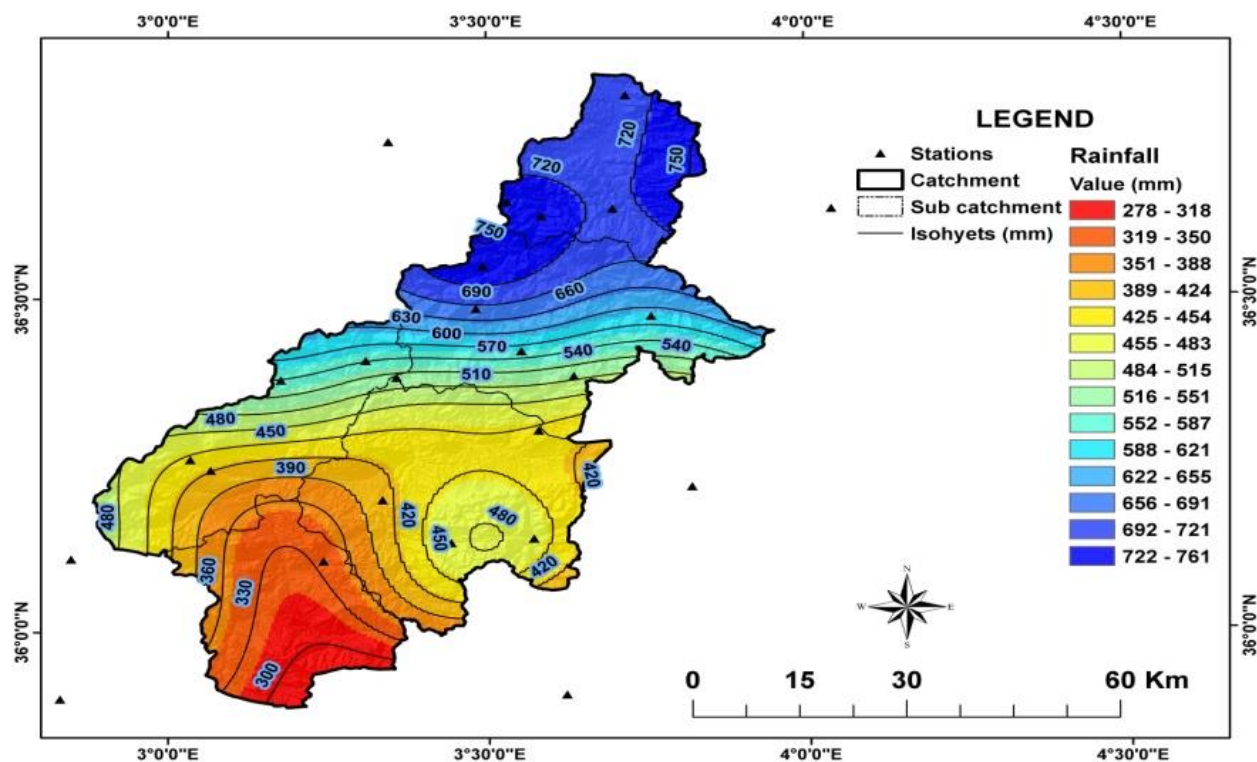 3°0'0"E 3°30'0"E 4°0'0"E 4°30'0"E
LEGEND
Stations
Catchment
Sub catchment
Isohyets (mm)
Rainfall
Value (mm)
278 - 318
319 - 350
351 - 388
389 - 424
425 - 454
455 - 483
484 - 515
516 - 551
552 - 587
588 - 621
622 - 655
656 - 691
692 - 721
722 - 761
720
750
720
750
690
660
630
600
570
540
540
510
480
450
390
420
480
480
420
450
420
360
330
300
36°30'0"N
36°30'0"N
36°0'0"N
36°0'0"N
N
W E
S
0 15 30 60 Km
3°0'0"E 3°30'0"E 4°0'0"E 4°30'0"E